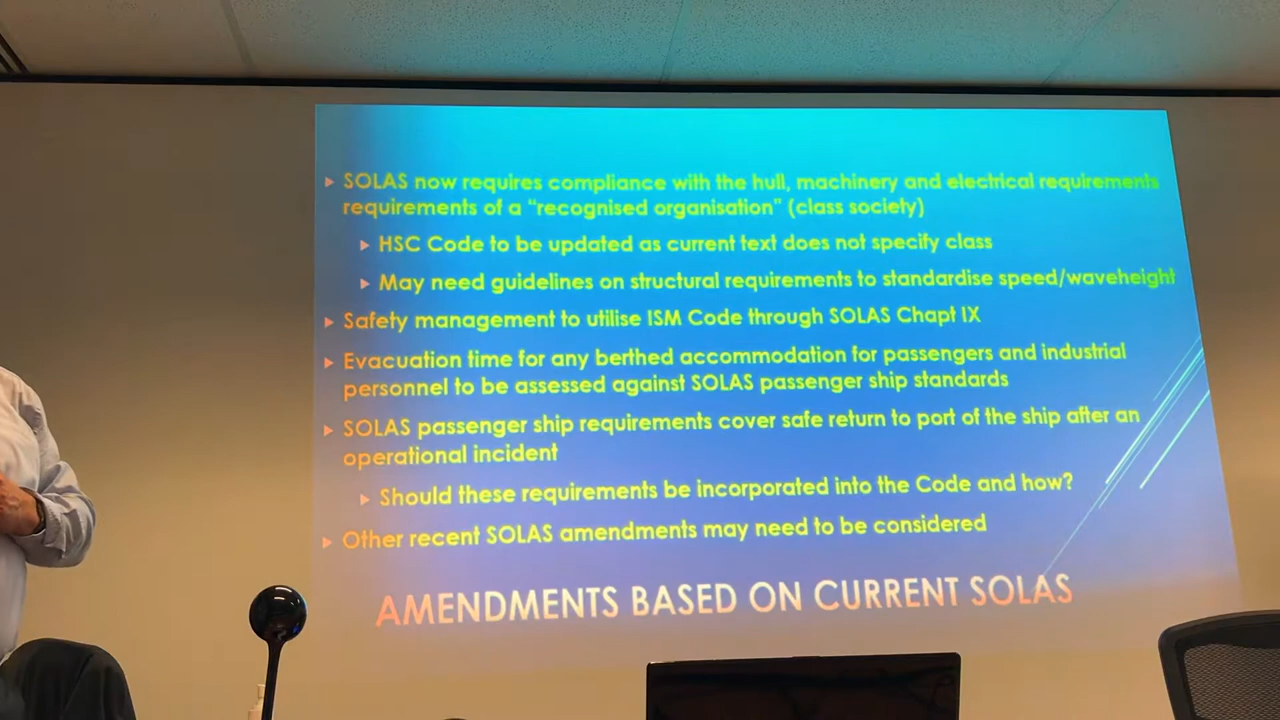 SOLAS now requires compliance with the hull, machinery and electrical requirements
requirements of a “recognised organisation” (class society)
HSC Code to be updated as current text does not specify class
May need guidelines on structural requirements to standardise speed/waveheight
Safety management to utilise ISM Code through SOLAS Chapt IX
Evacuation time for any berthed accommodation for passengers and industrial
personnel to be assessed against SOLAS passenger ship standards
SOLAS passenger ship requirements cover safe return to port of the ship after an
operational incident
Should these requirements be incorporated into the Code and how?
Other recent SOLAS amendments may need to be considered
AMENDMENTS BASED ON CURRENT SOLAS